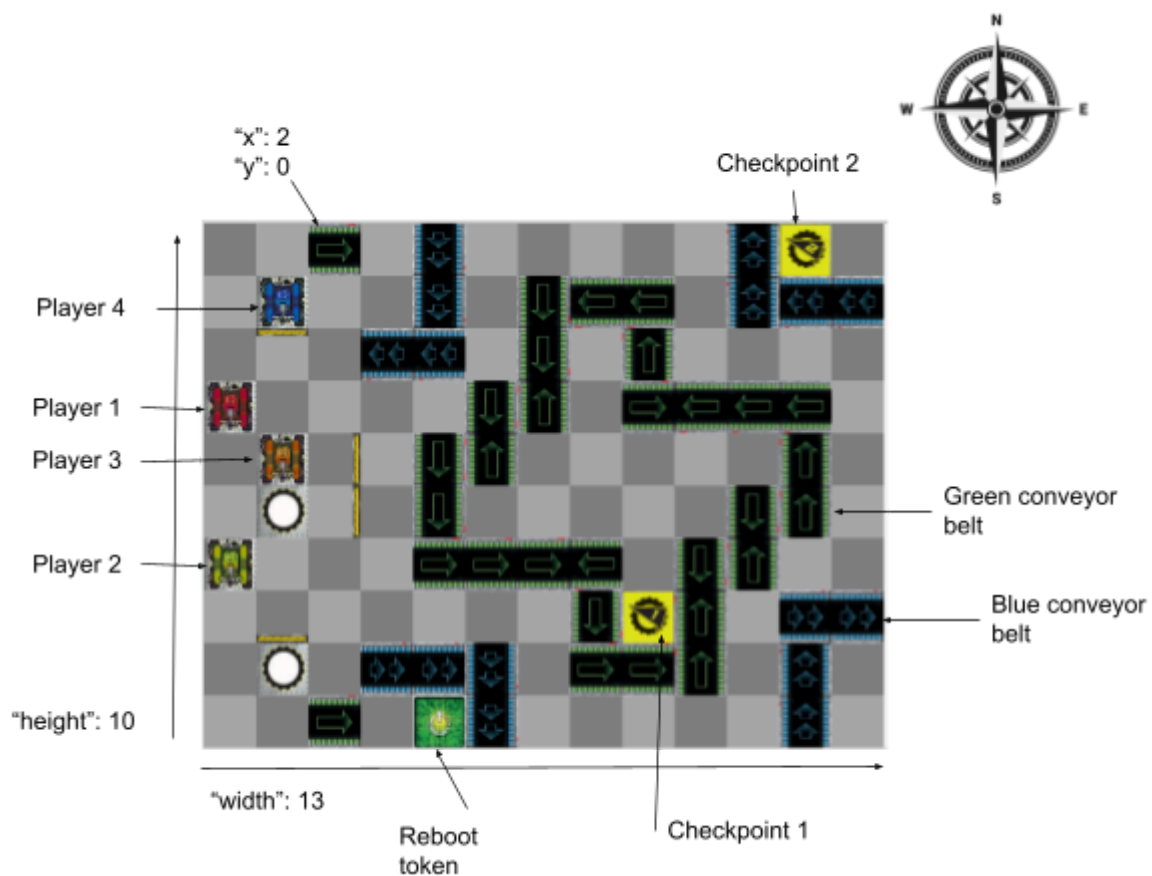 N
W
E
S
“x”: 2
“y”: 0
Checkpoint 2
Player 4
Player 1
Player 3
Green conveyor
belt
Player 2
Blue conveyor
belt
“height”: 10
“width”: 13
Reboot
token
Checkpoint 1